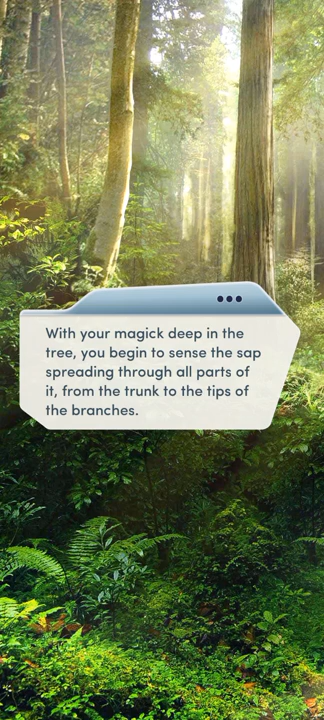 With your magick deep in the
tree, you begin to sense the sap
spreading through all parts of
it, from the trunk to the tips of
the branches.